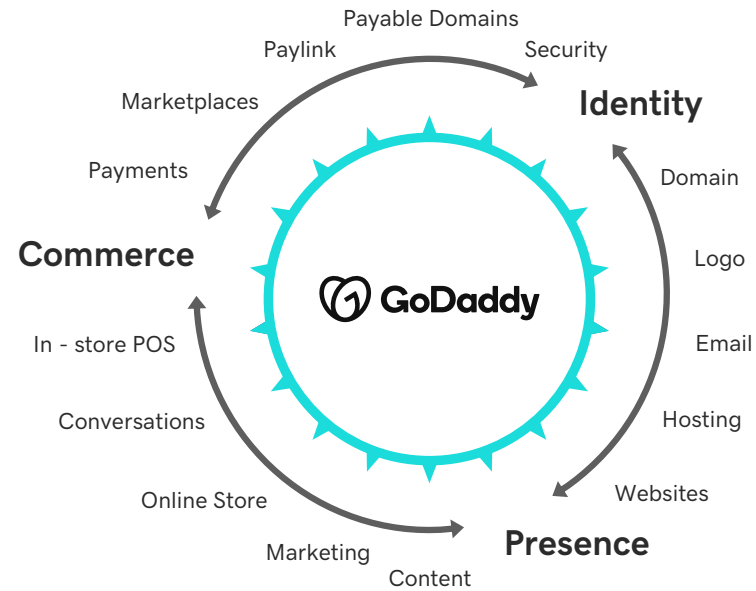 Payable Domains
Paylink
Security
Marketplaces
Identity
Payments
Domain
Commerce
Logo
GoDaddy
In - store POS
Email
Conversations
Hosting
Online Store
Websites
Marketing
Presence
Content